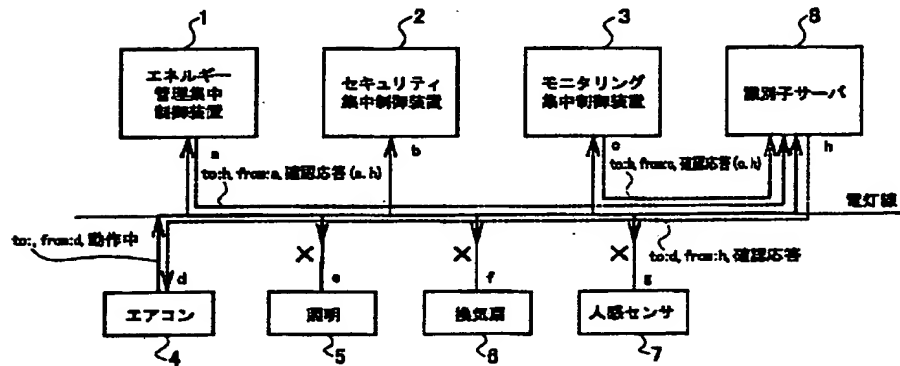 1
2
3
8
エネルギー
管理集中
制御装置
セキュリティ
集中制御装置
モニタリング
集中制御装置
識別子サーバ
a
b
c
h
to:h, from:a, 確認応答(a.h)
to:h, from:c, 確認応答(c.h)
電灯線
to:, from:d, 動作中
× × ×
to:d, from:h, 確認応答
d
e
f
g
エアコン
照明
換気扇
人感センサ
4
5
6
7